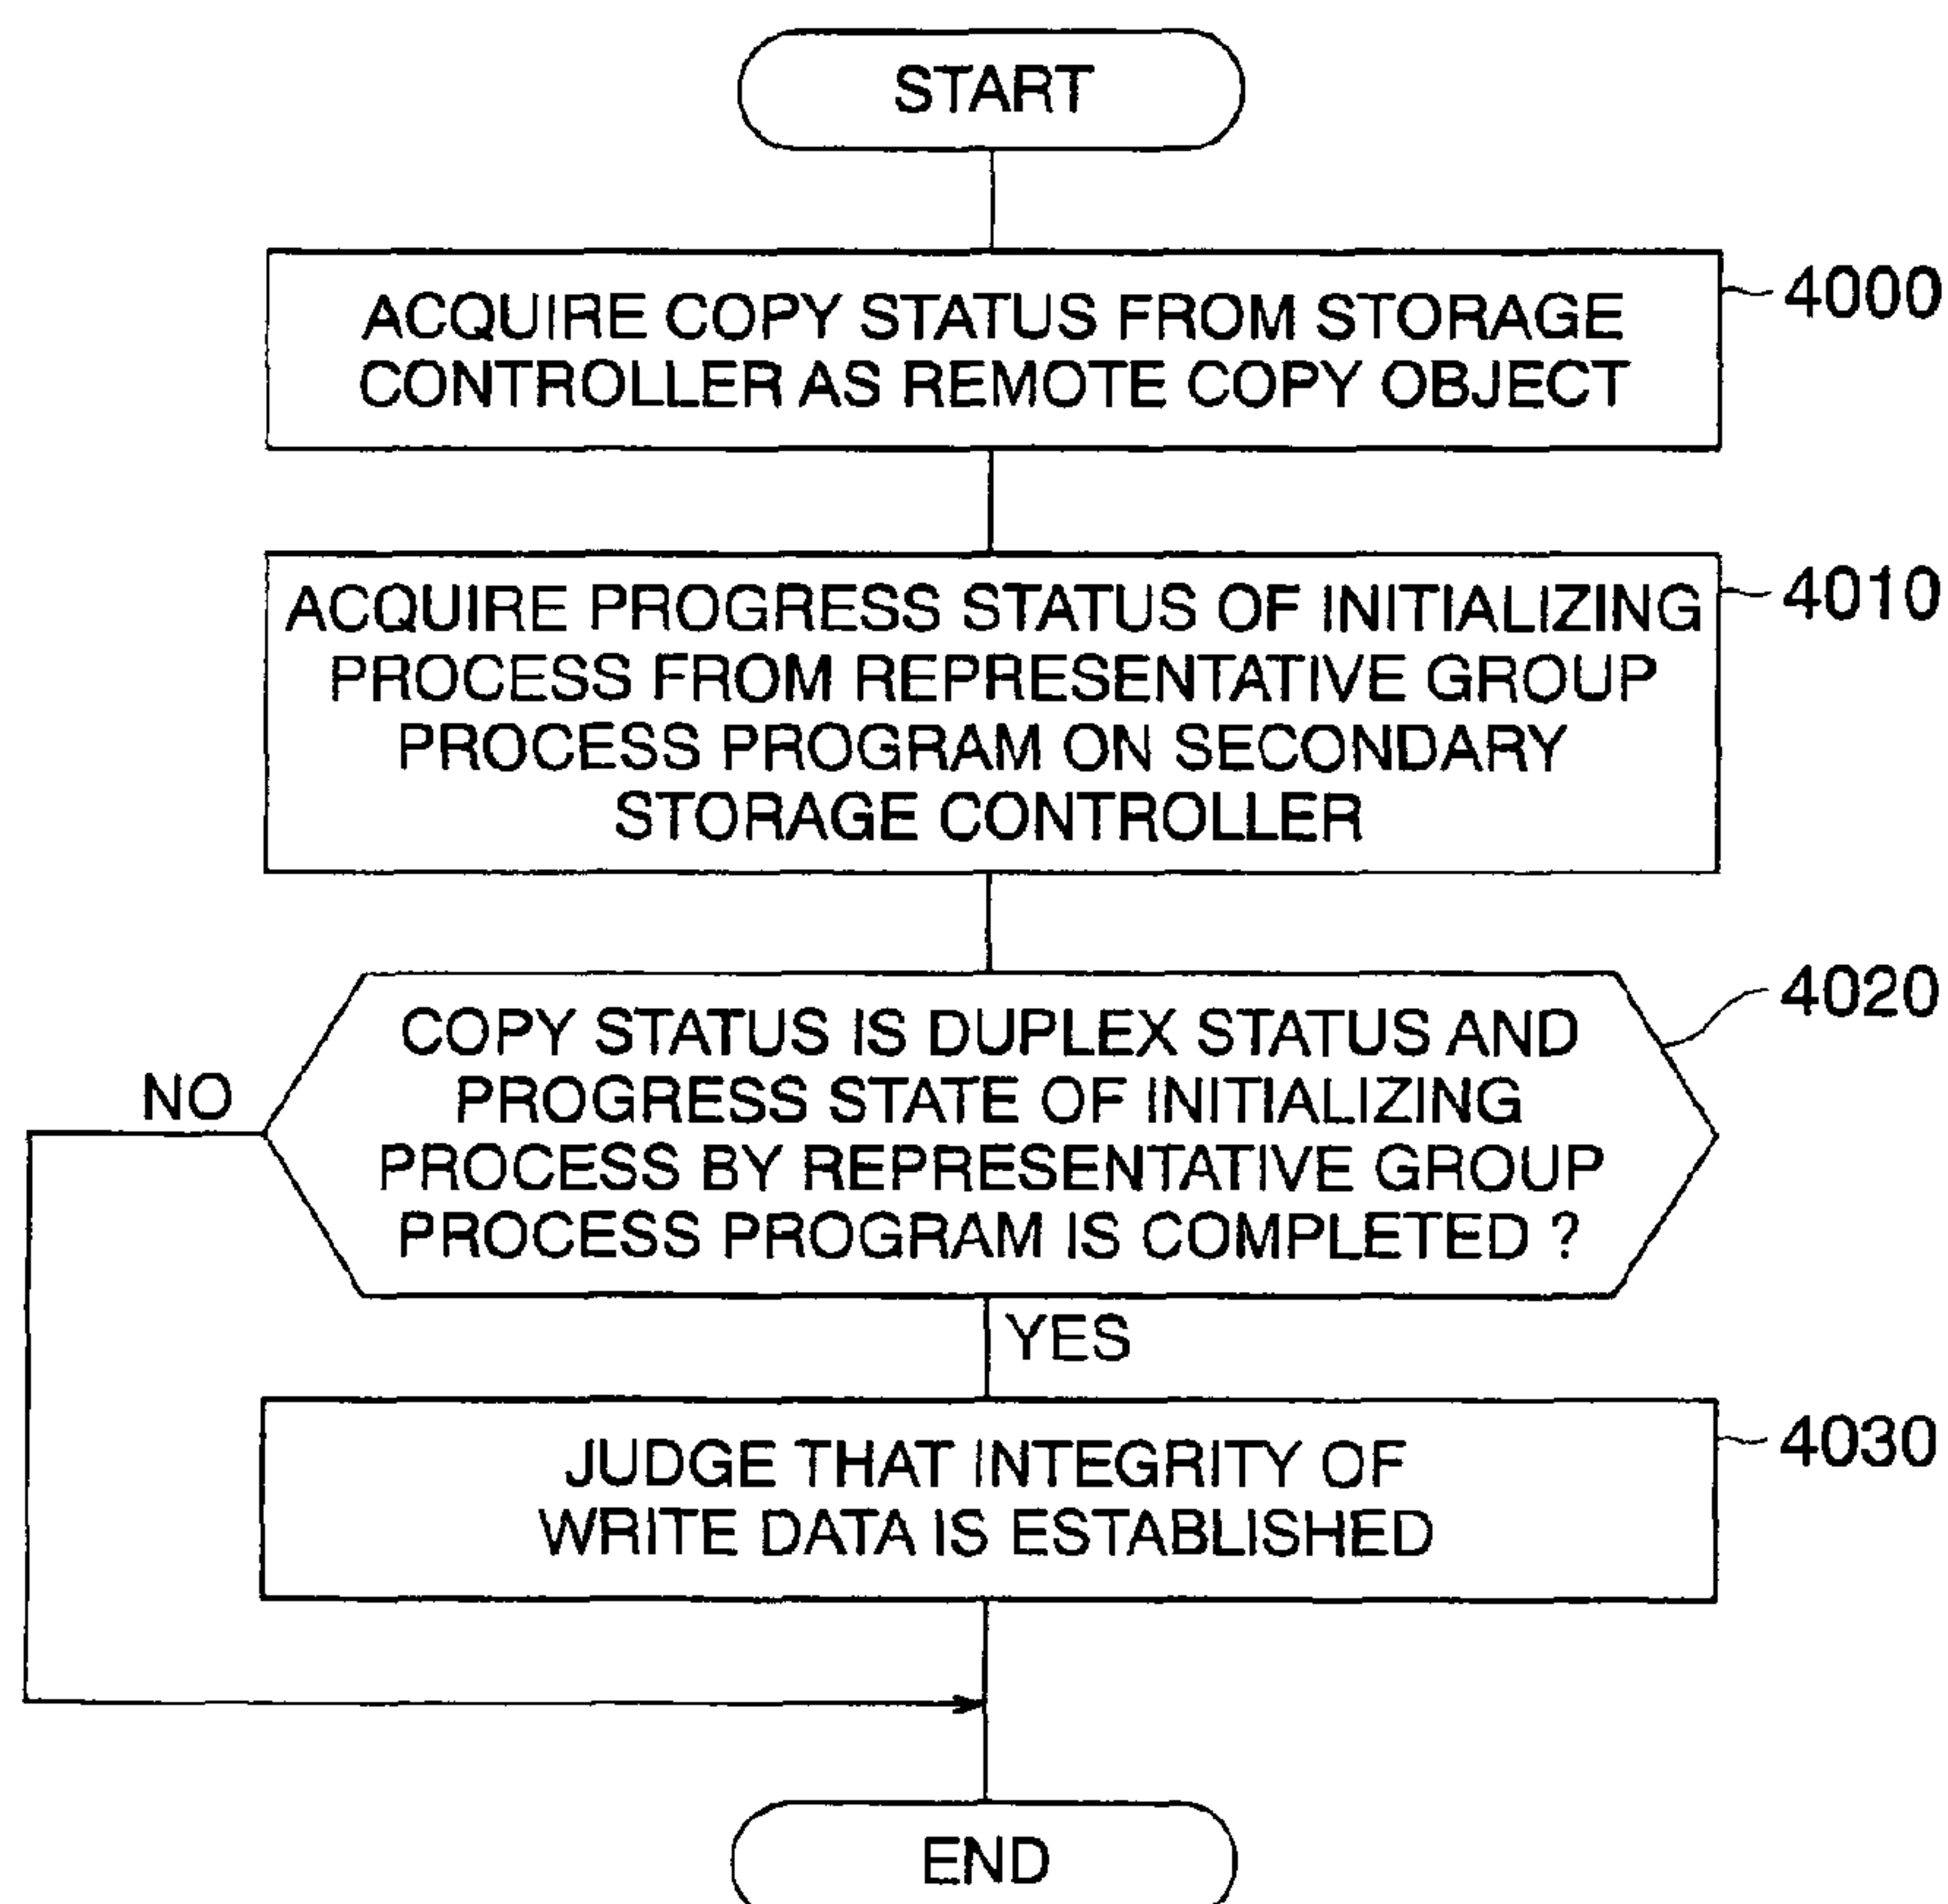 START
ACQUIRE COPY STATUS FROM STORAGE
CONTROLLER AS REMOTE COPY OBJECT
4000
ACQUIRE PROGRESS STATUS OF INITIALIZING
PROCESS FROM REPRESENTATIVE GROUP
PROCESS PROGRAM ON SECONDARY
STORAGE CONTROLLER
4010
COPY STATUS IS DUPLEX STATUS AND
PROGRESS STATE OF INITIALIZING
PROCESS BY REPRESENTATIVE GROUP
PROCESS PROGRAM IS COMPLETED ?
4020
NO
YES
JUDGE THAT INTEGRITY OF
WRITE DATA IS ESTABLISHED
4030
END